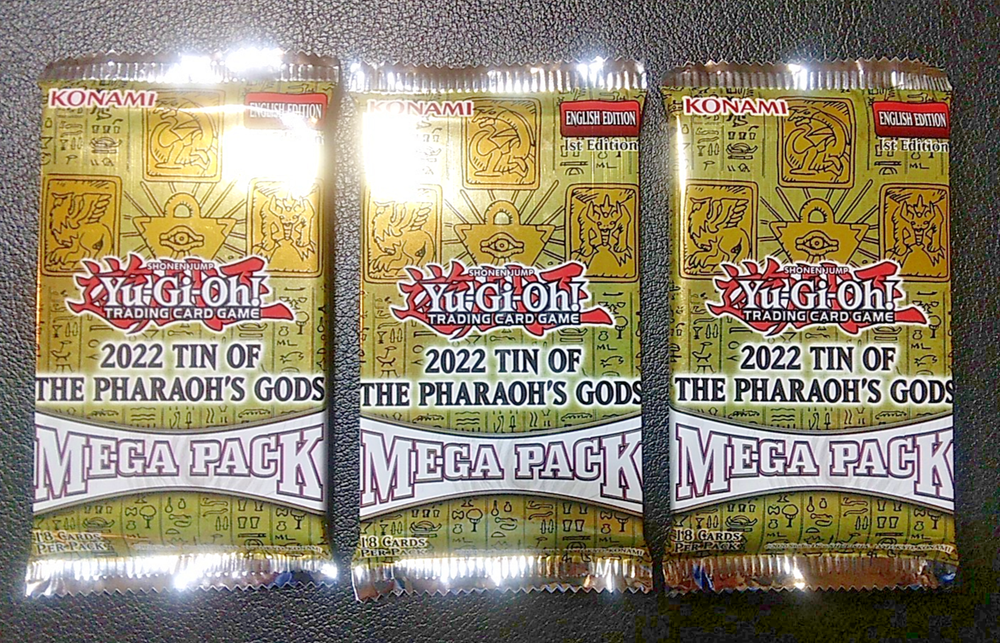 KONAMI
ENGLISH EDITION
SHONEN JUMP
Yu-Gi-Oh!
TRADING CARD GAME
2022 TIN OF
THE PHARAOH'S GODS
MEGA PACK
18 CARDS
PER PACK
KONAMI
ENGLISH EDITION
1st Edition
SHONEN JUMP
Yu-Gi-Oh!
TRADING CARD GAME
2022 TIN OF
THE PHARAOH'S GODS
MEGA PACK
18 CARDS
PER PACK
KONAMI
KONAMI
ENGLISH EDITION
1st Edition
SHONEN JUMP
Yu-Gi-Oh!
TRADING CARD GAME
2022 TIN OF
THE PHARAOH'S GODS
MEGA PACK
18 CARDS
PER PACK